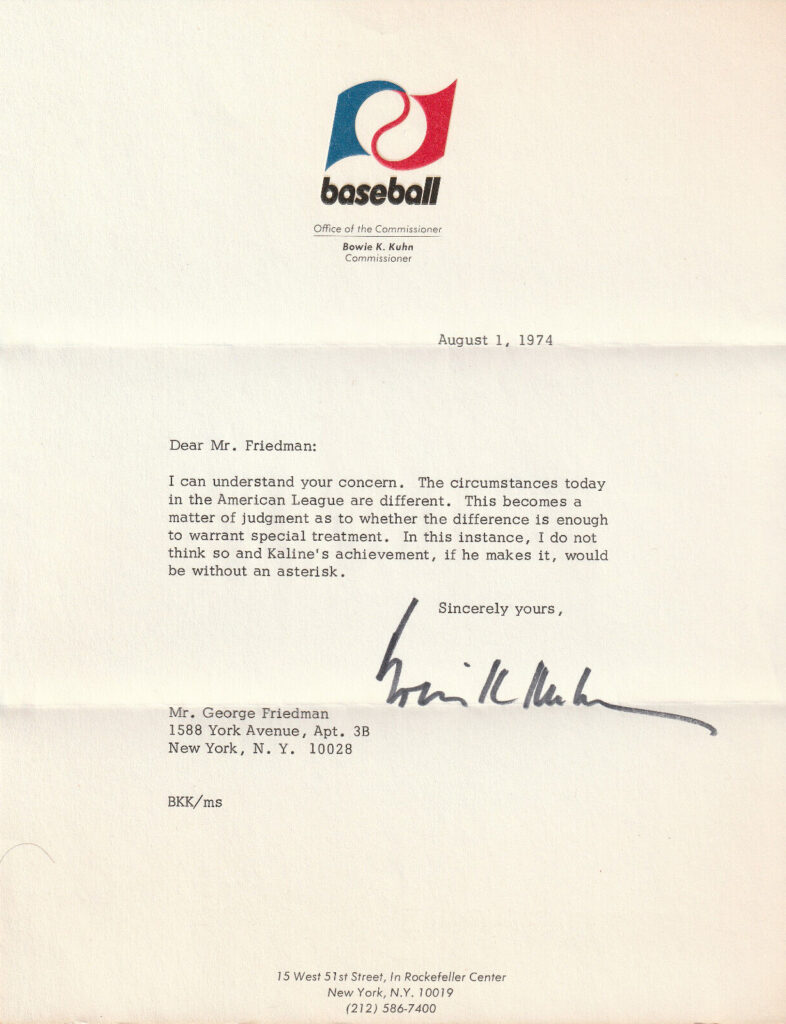 baseball
Office of the Commissioner
Bowie K. Kuhn
Commissioner
August 1, 1974
Dear Mr. Friedman:
I can understand your concern. The circumstances today
in the American League are different. This becomes a
matter of judgment as to whether the difference is enough
to warrant special treatment. In this instance, I do not
think so and Kaline's achievement, if he makes it, would
be without an asterisk.
Sincerely yours,
Bowie K Kuhn
Mr. George Friedman
1588 York Avenue, Apt. 3B
New York, N. Y. 10028
BKK/ms
15 West 51st Street, In Rockefeller Center
New York, N.Y. 10019
(212) 586-7400